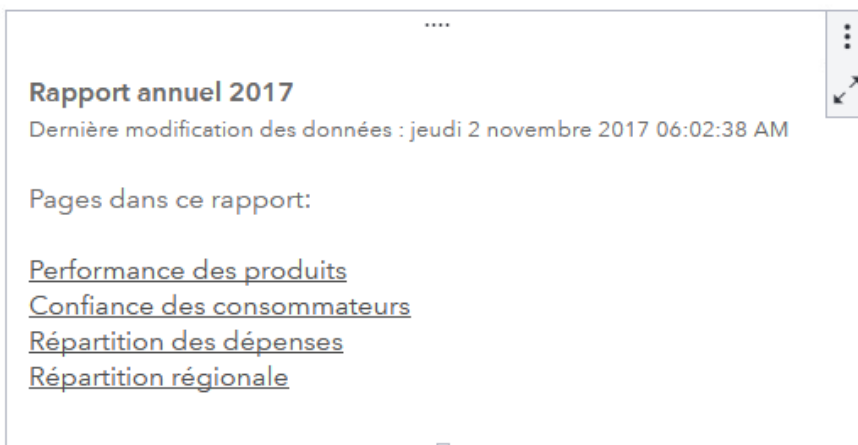 Rapport annuel 2017
Dernière modification des données : jeudi 2 novembre 2017 06:02:38 AM
Pages dans ce rapport:
Performance des produits
Confiance des consommateurs
Répartition des dépenses
Répartition régionale